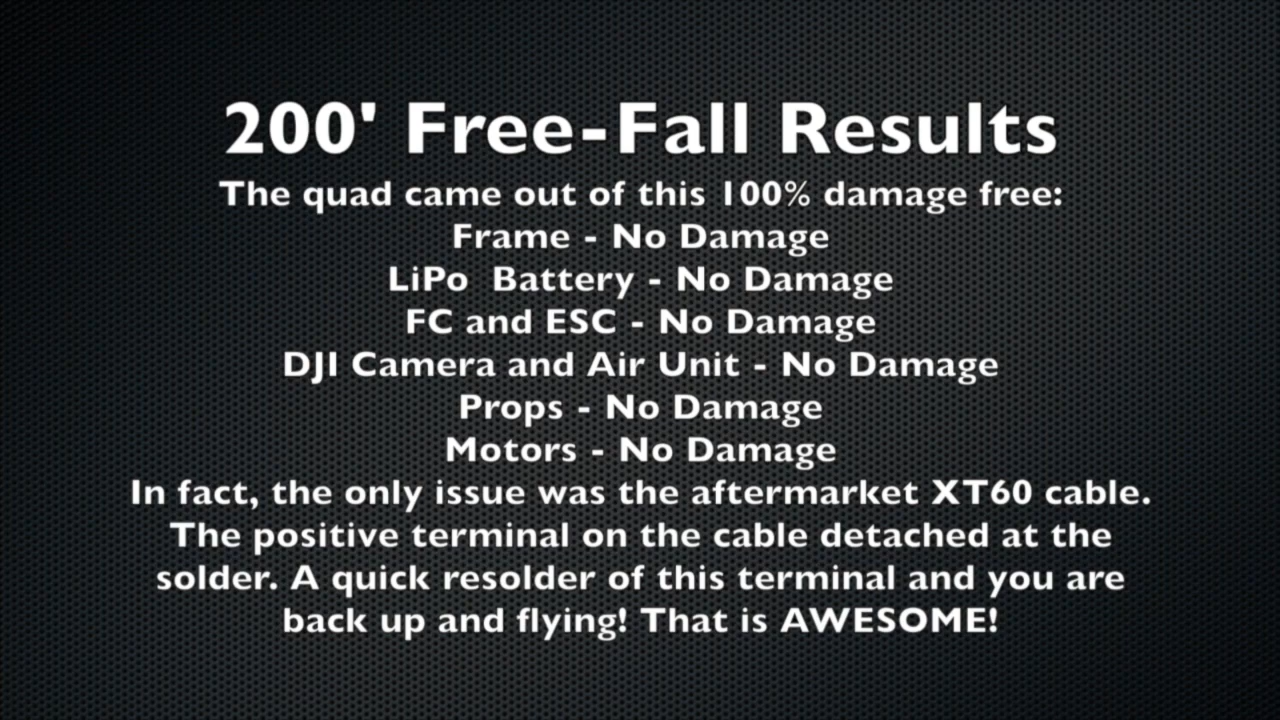 200' Free-Fall Results
The quad came out of this 100% damage free:
Frame - No Damage
LiPo  Battery - No Damage
FC and ESC - No Damage
DJI Camera and Air Unit - No Damage
Props - No Damage
Motors - No Damage
In fact, the only issue was the aftermarket XT60 cable.
The positive terminal on the cable detached at the
solder. A quick resolder of this terminal and you are
back up and flying! That is AWESOME!